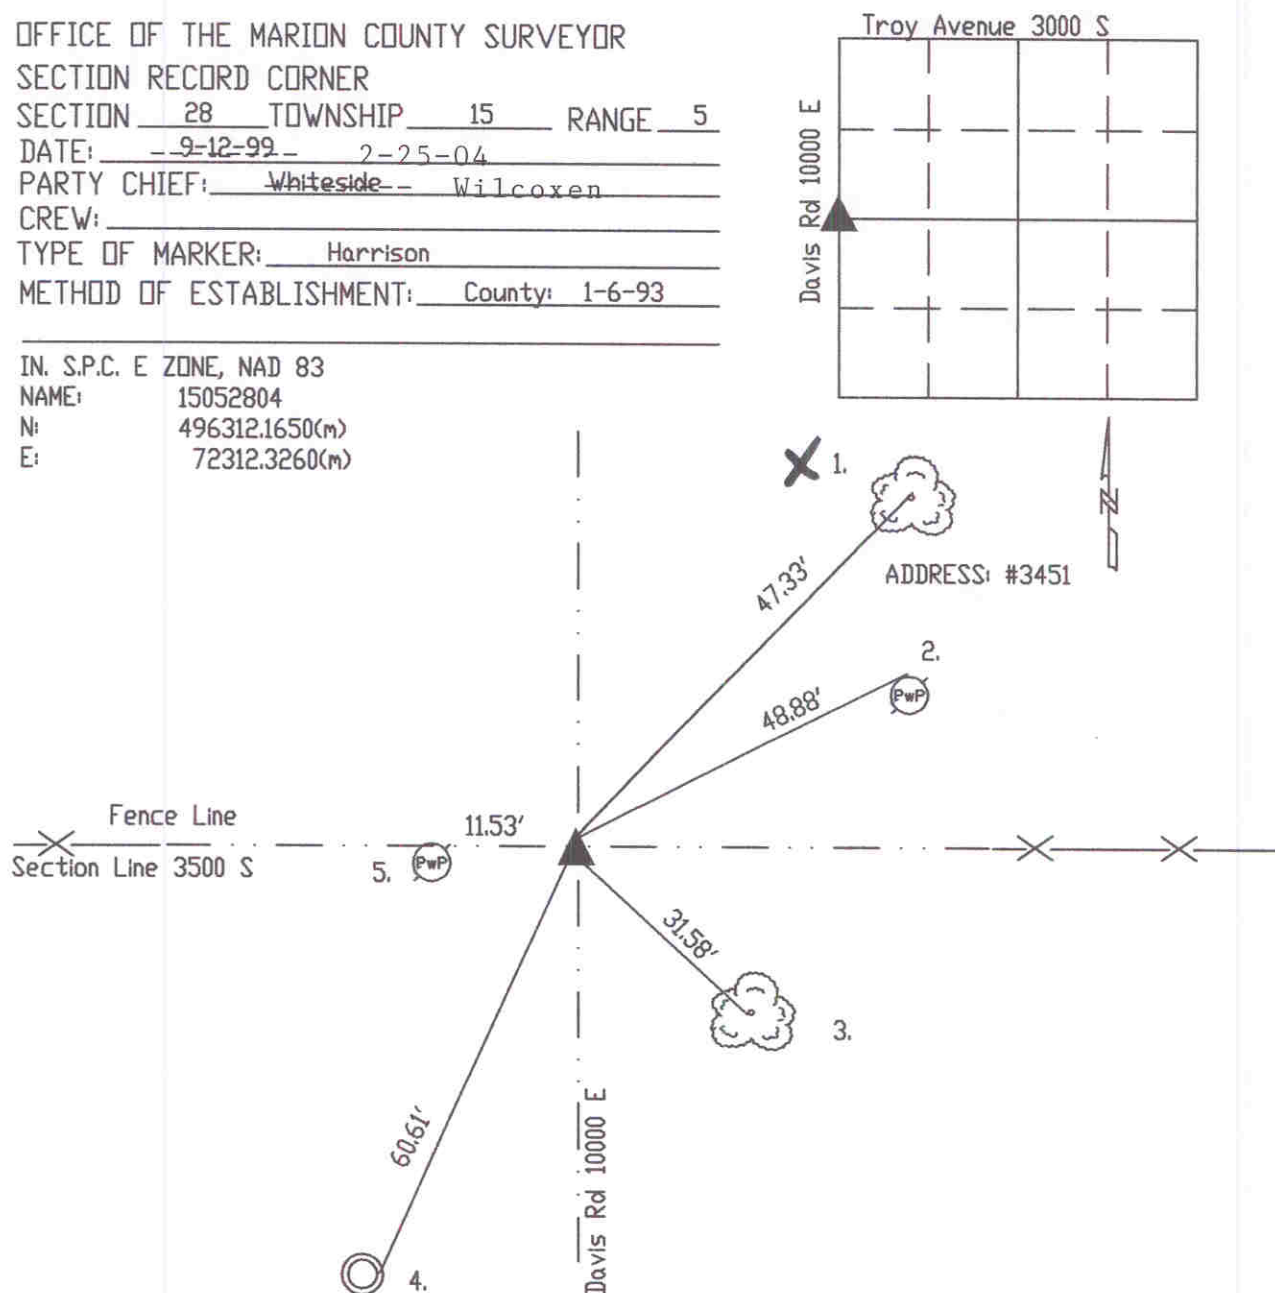 OFFICE OF THE MARION COUNTY SURVEYOR
SECTION RECORD CORNER
SECTION 28 TOWNSHIP 15 RANGE 5
DATE: --9-12-99-- 2-25-04
PARTY CHIEF: Whiteside-- Wilcoxen
CREW:
TYPE OF MARKER: Harrison
METHOD OF ESTABLISHMENT: County: 1-6-93
IN. S.P.C. E ZONE, NAD 83
NAME: 15052804
N: 496312.1650(m)
E: 72312.3260(m)
Troy Avenue 3000 S
Davis Rd 10000 E
N
1.
47.33'
ADDRESS: #3451
2.
PwP
48.88'
Fence Line
11.53'
Section Line 3500 S
5.
PwP
31.58'
3.
60.61'
4.
Davis Rd 10000 E